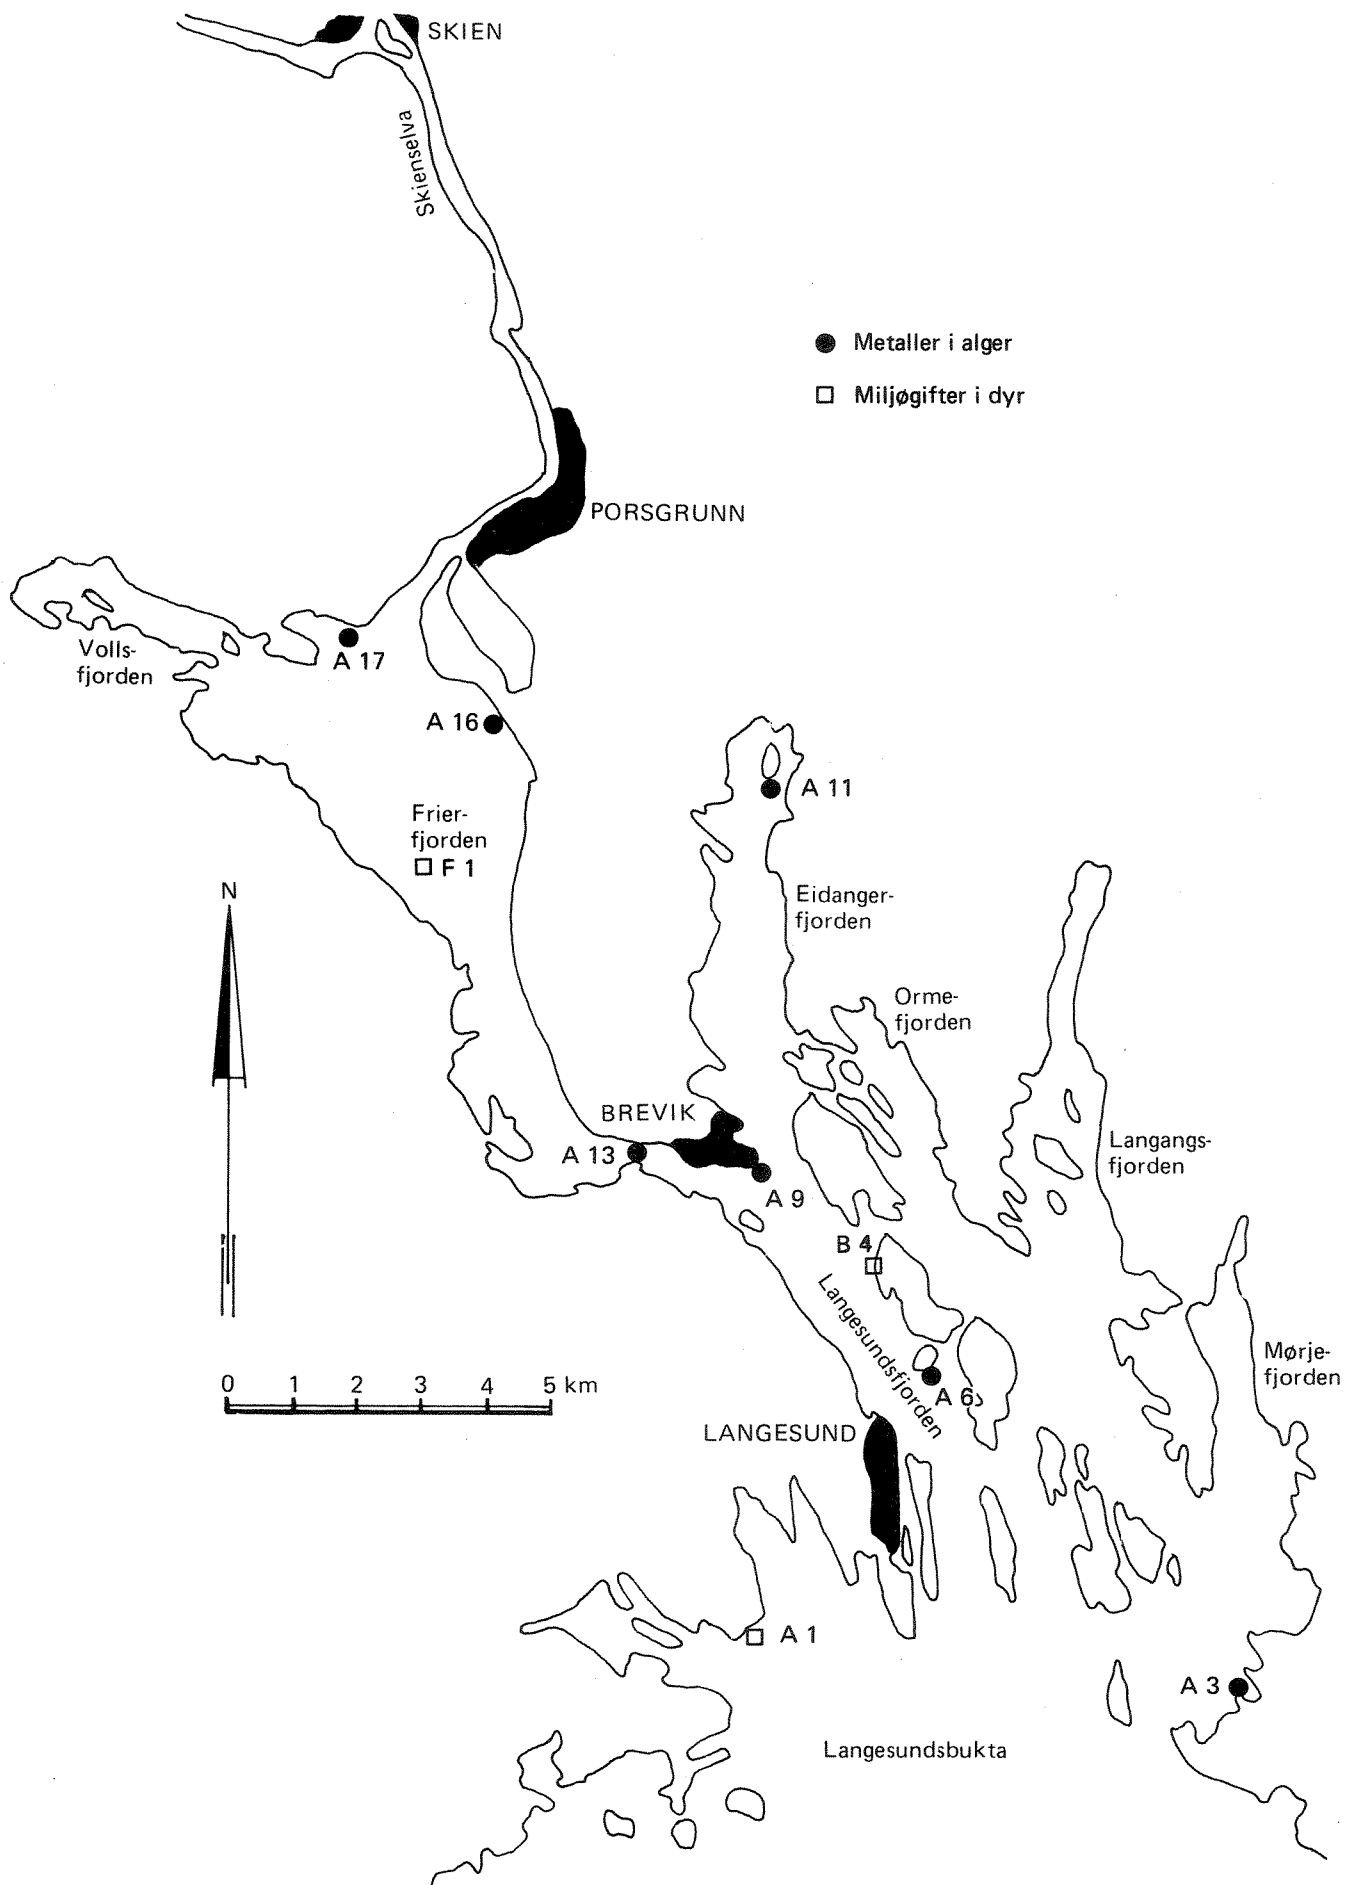 SKIEN
Skienselva
Metaller i alger
Miljøgifter i dyr
PORSGRUNN
Volls-
fjorden
A 17
A 16
A 11
Frier-
fjorden
F 1
N
Eidanger-
fjorden
Orme-
fjorden
BREVIK
A 13
A 9
Langangs-
fjorden
B 4
Langesundsfjorden
A 6
Mørje-
fjorden
0 1 2 3 4 5 km
LANGESUND
A 1
A 3
Langesundsbukta